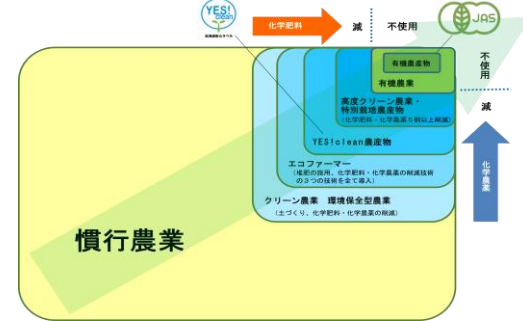 YES!
clean
化学肥料
減
不使用
JAS
有機農産物
有機農業
不使用
減
化学農薬
高度クリーン農業・
特別栽培農産物
(化学肥料・化学農薬5割以上削減)
YES!clean農産物
エコファーマー
(堆肥の施用、化学肥料・化学農薬の削減技術
の3つの技術を全て導入)
クリーン農業 環境保全型農業
(土づくり、化学肥料・化学農薬の削減)
慣行農業